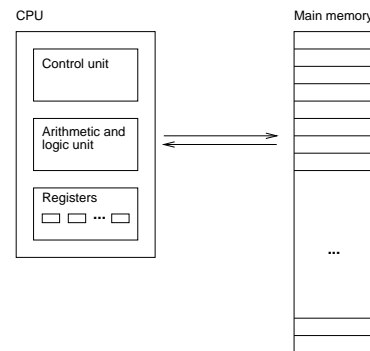 CPU
Main memory
Control unit
Arithmetic and
logic unit
Registers
...
...